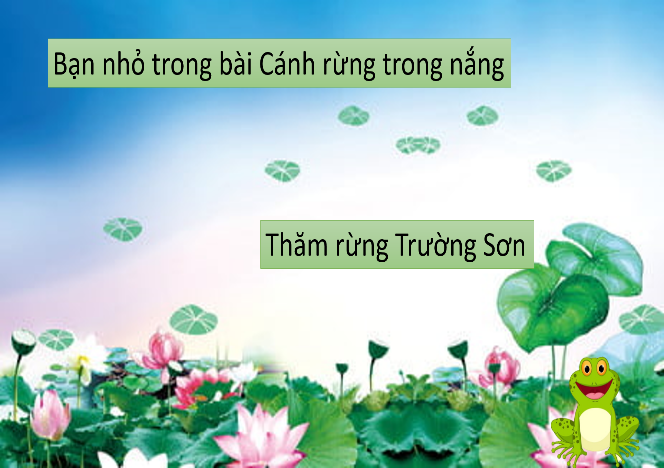 Bạn nhỏ trong bài Cánh rừng trong nắng
Thăm rừng Trường Sơn